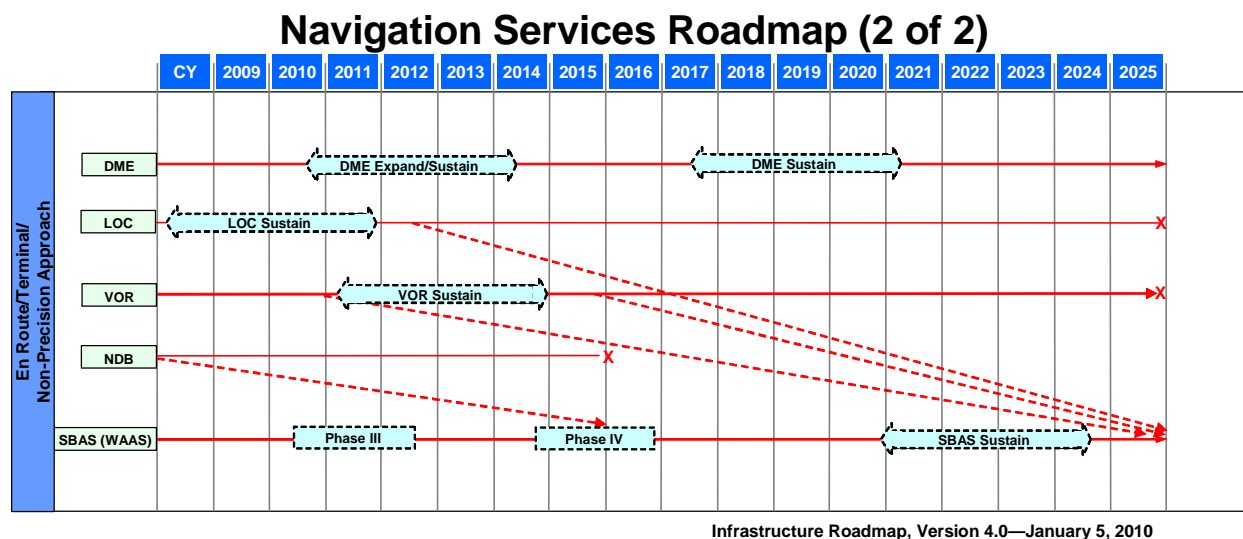 Navigation Services Roadmap (2 of 2)
CY 2009 2010 2011 2012 2013 2014 2015 2016 2017 2018 2019 2020 2021 2022 2023 2024 2025
En Route/Terminal/
Non-Precision Approach
DME DME Expand/Sustain DME Sustain
LOC LOC Sustain X
VOR VOR Sustain X
NDB X
SBAS (WAAS) Phase III Phase IV SBAS Sustain
Infrastructure Roadmap, Version 4.0—January 5, 2010